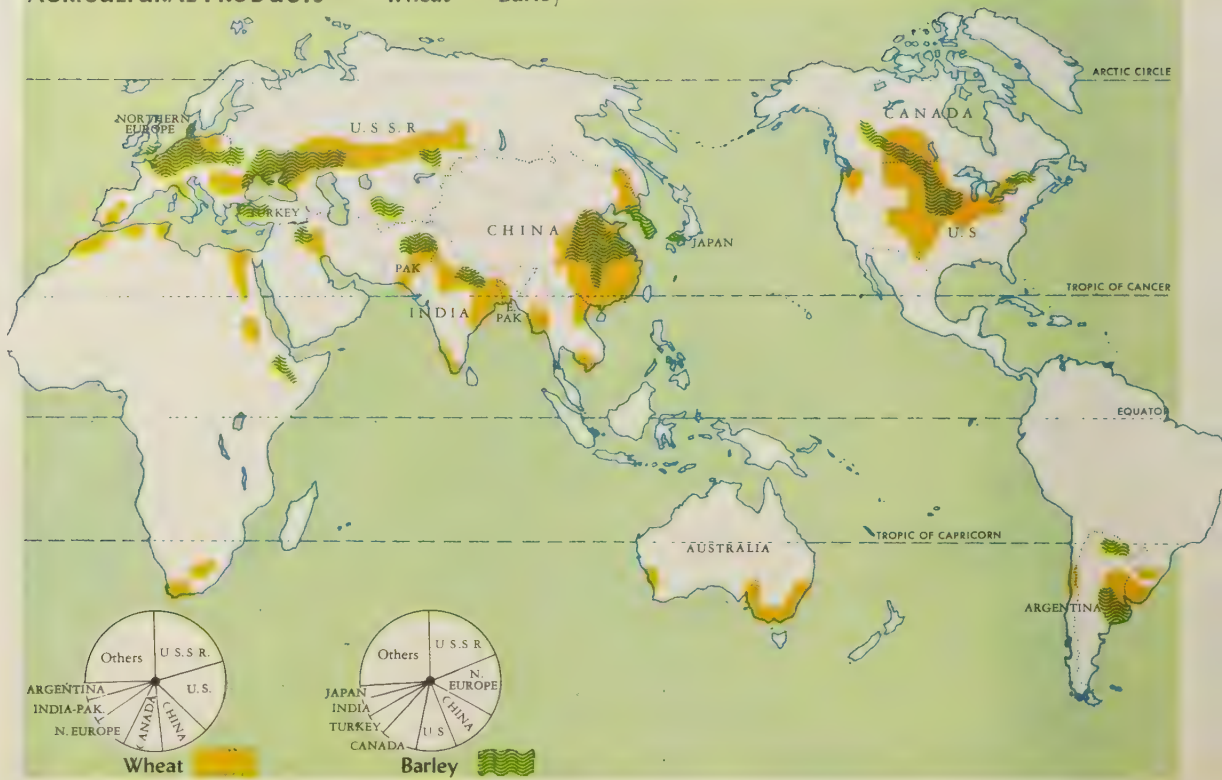 AGRICULTURAL PRODUCTS Wheat Barley
ARCTIC CIRCLE
NORTHERN
EUROPE
U. S. S. R
CANADA
TURKEY
CHINA
JAPAN
U. S
PAK
INDIA
E.
PAK
TROPIC OF CANCER
EQUATOR
AUSTRALIA
TROPIC OF CAPRICORN
ARGENTINA
Others
U. S. S R.
U.S.
CHINA
CANADA
N. EUROPE
INDIA-PAK.
ARGENTINA
Wheat
Others
U S.S R
N.
EUROPE
CHINA
U S
CANADA
TURKEY
INDIA
JAPAN
Barley